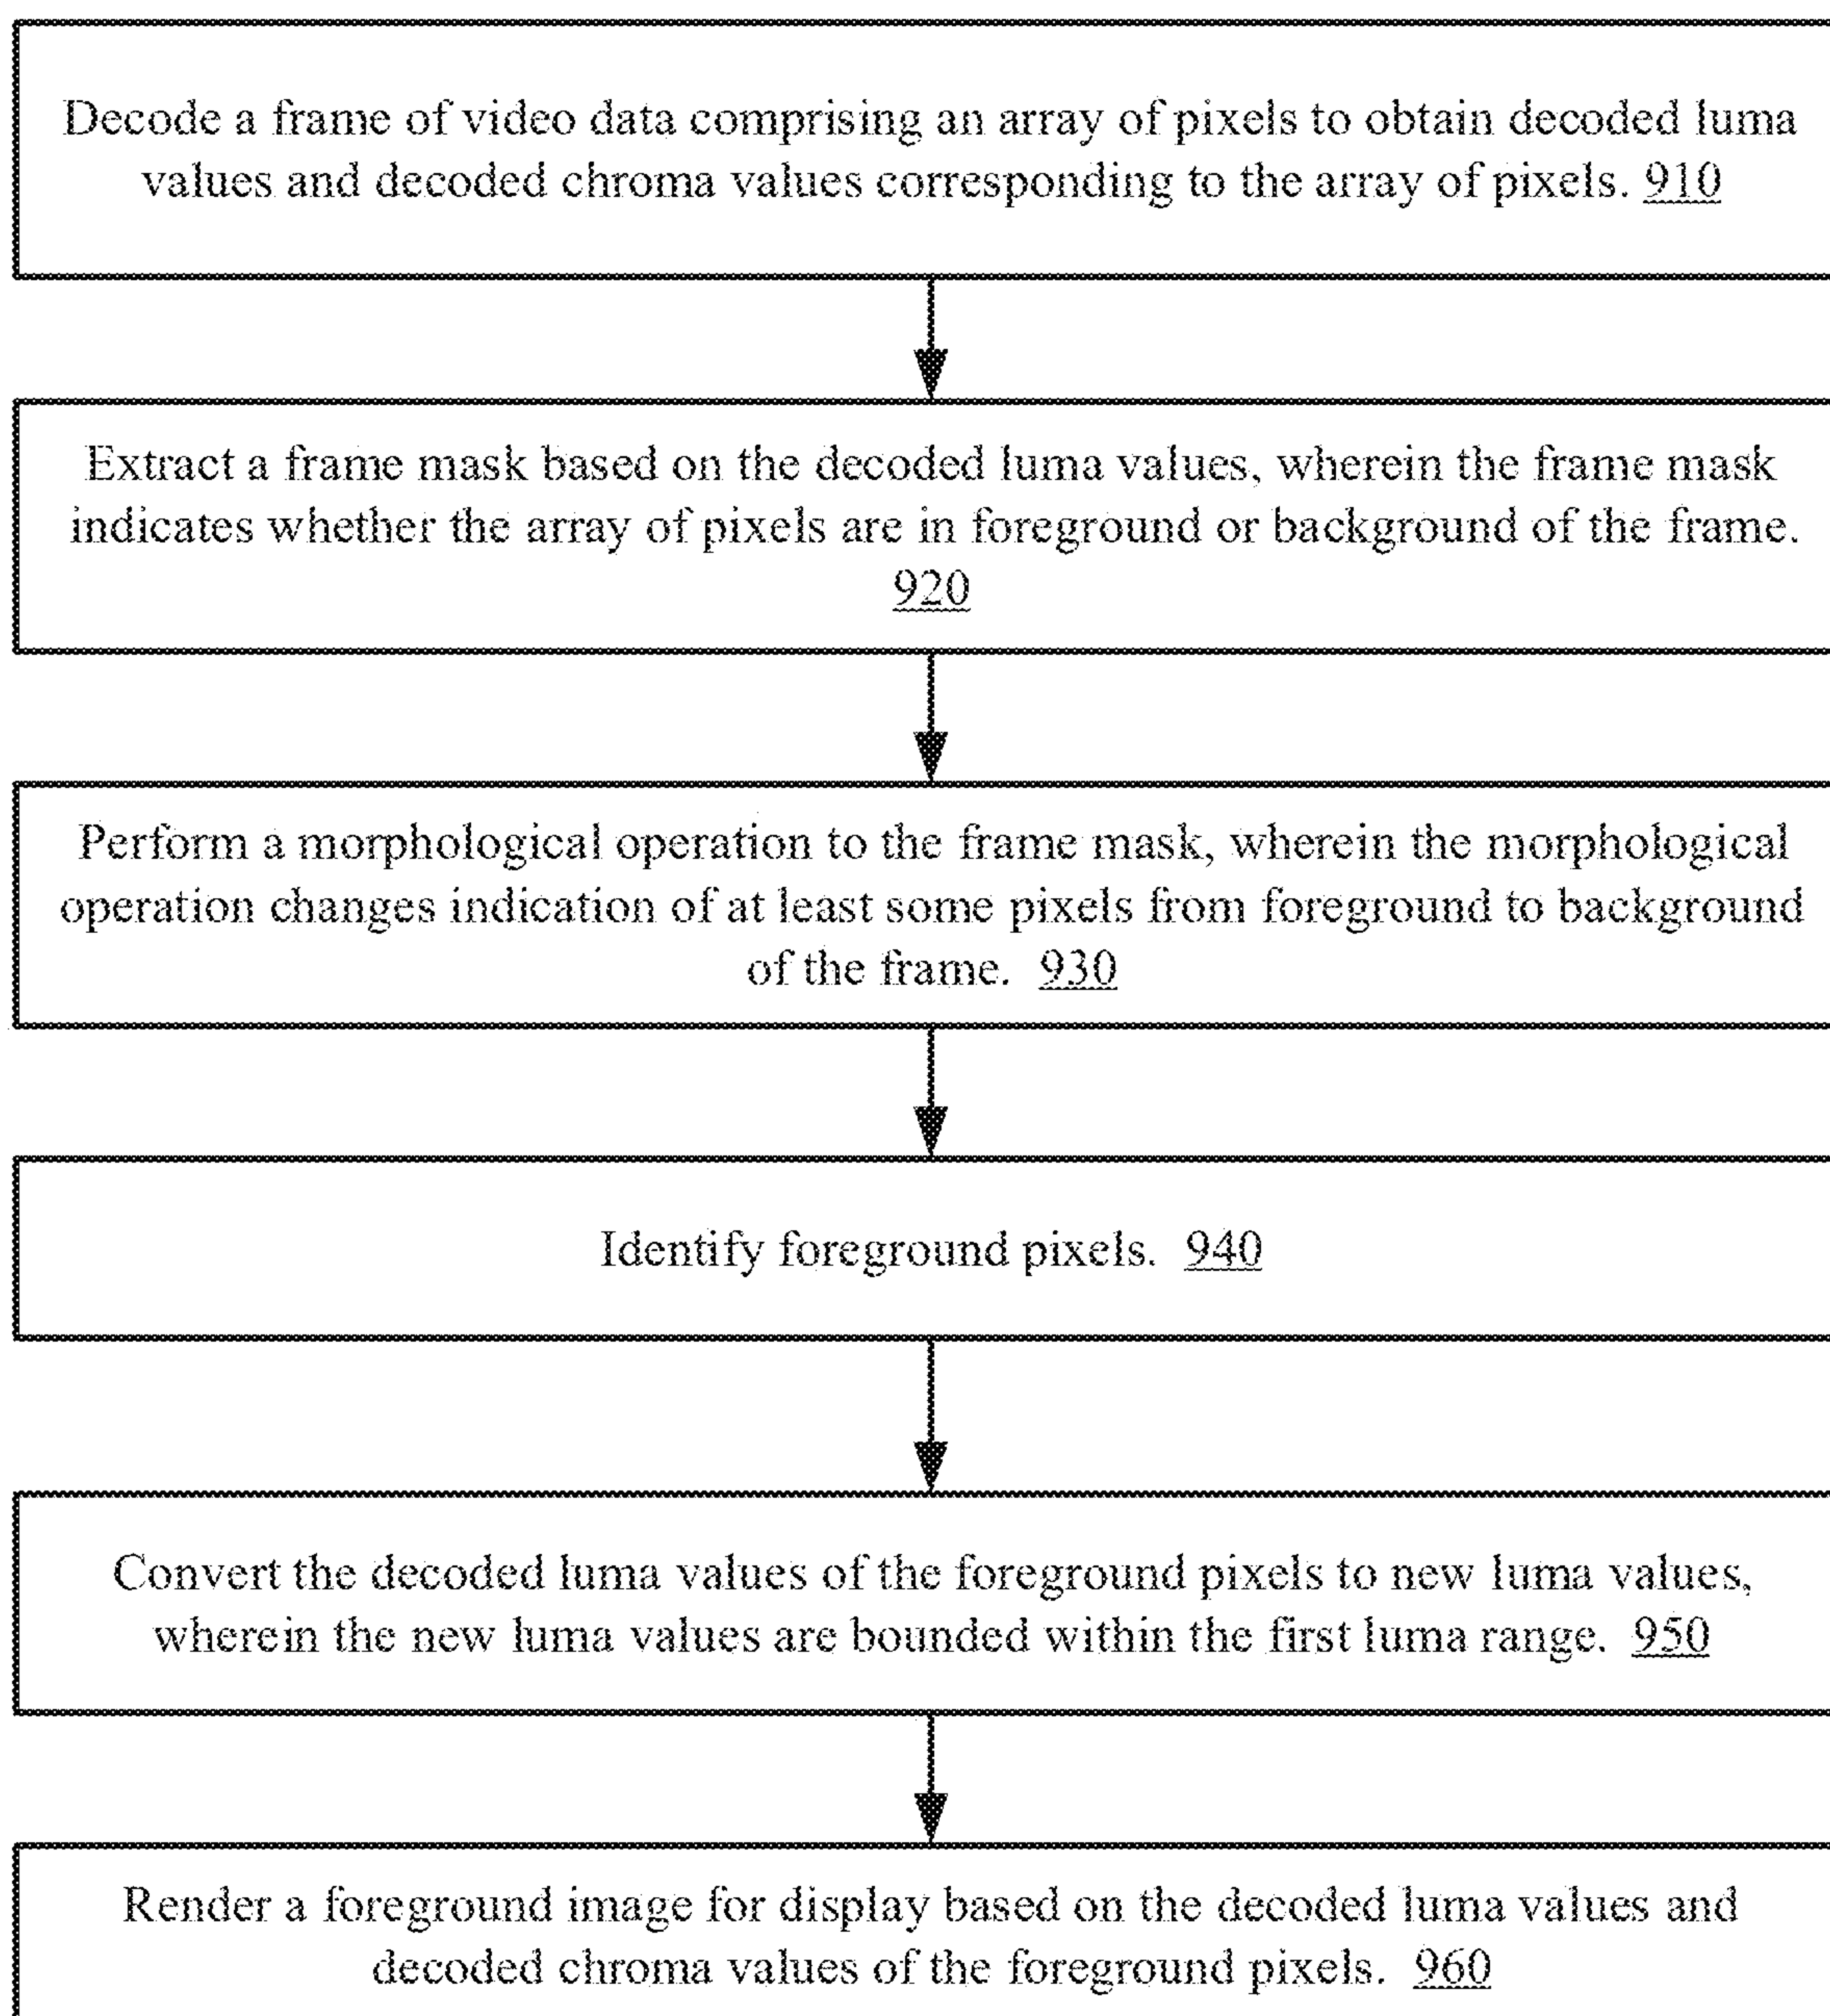 Decode a frame of video data comprising an array of pixels to obtain decoded luma
values and decoded chroma values corresponding to the array of pixels. 910
Extract a frame mask based on the decoded luma values, wherein the frame mask
indicates whether the array of pixels are in foreground or background of the frame.
920
Perform a morphological operation to the frame mask, wherein the morphological
operation changes indication of at least some pixels from foreground to background
of the frame. 930
Identify foreground pixels. 940
Convert the decoded luma values of the foreground pixels to new luma values,
wherein the new luma values are bounded within the first luma range. 950
Render a foreground image for display based on the decoded luma values and
decoded chroma values of the foreground pixels. 960